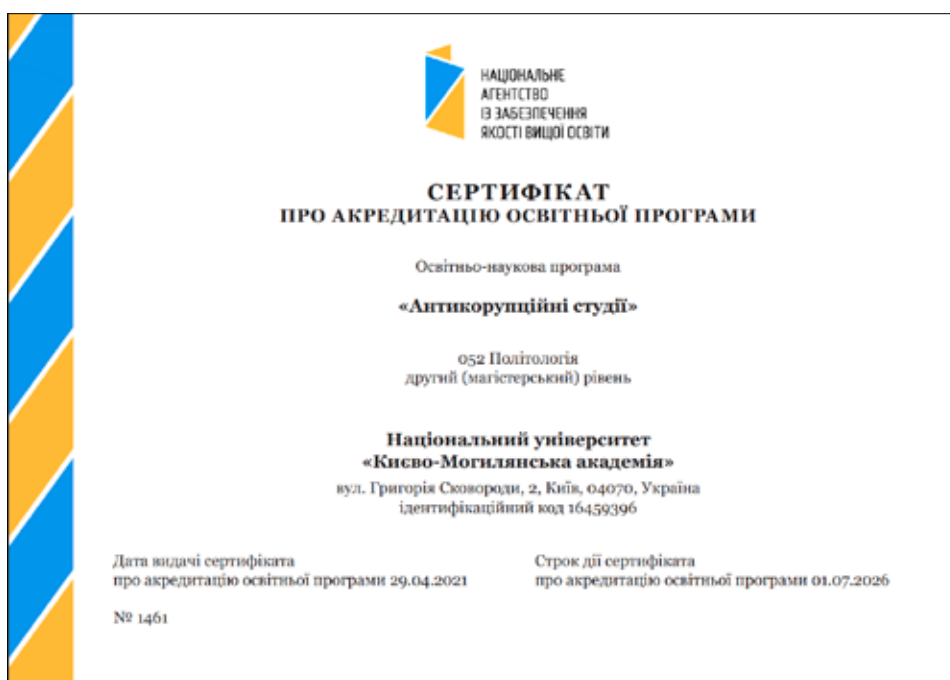 НАЦІОНАЛЬНЕ
АГЕНТСТВО
ІЗ ЗАБЕЗПЕЧЕННЯ
ЯКОСТІ ВИЩОЇ ОСВІТИ
СЕРТИФІКАТ
ПРО АКРЕДИТАЦІЮ ОСВІТНЬОЇ ПРОГРАМИ
Освітньо-наукова програма
«Антикорупційні студії»
052 Політологія
другий (магістерський) рівень
Національний університет
«Києво-Могилянська академія»
вул. Григорія Сковороди, 2, Київ, 04070, Україна
ідентифікаційний код 16459396
Дата видачі сертифіката
про акредитацію освітньої програми 29.04.2021
Строк дії сертифіката
про акредитацію освітньої програми 01.07.2026
№ 1461